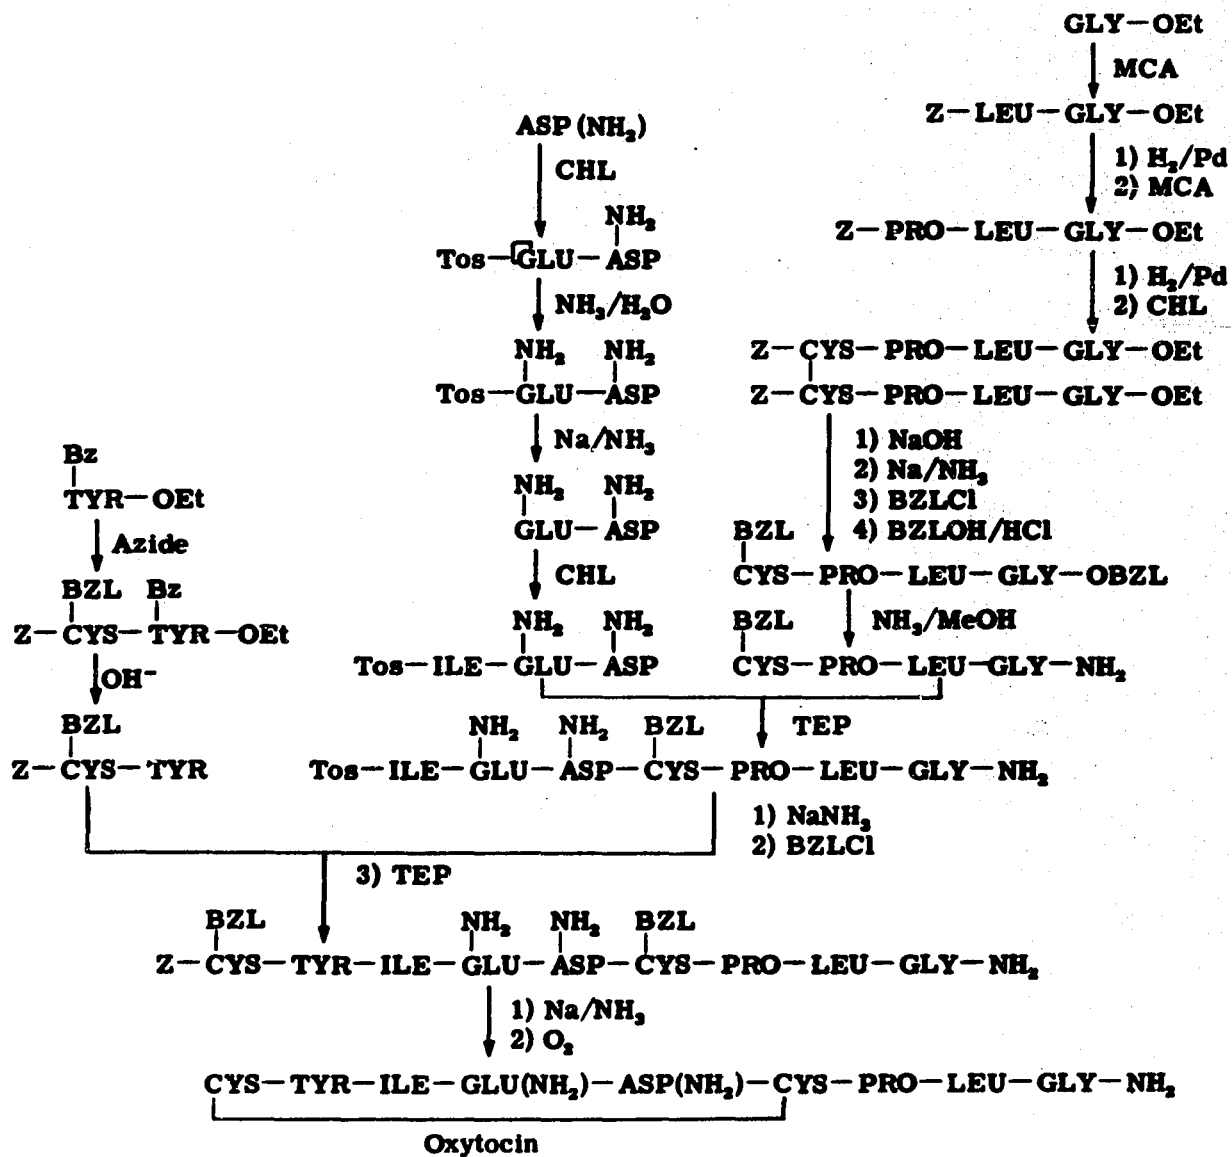 GLY—OEt
MCA
Z—LEU—GLY—OEt
1) H₂/Pd
2) MCA
Z—PRO—LEU—GLY—OEt
1) H₂/Pd
2) CHL
Z—CYS—PRO—LEU—GLY—OEt
Z—CYS—PRO—LEU—GLY—OEt
1) NaOH
2) Na/NH₃
3) BZLCl
4) BZLOH/HCl
BZL
CYS—PRO—LEU—GLY—OBZL
NH₃/MeOH
BZL
CYS—PRO—LEU—GLY—NH₂
ASP(NH₂)
CHL
NH₂
Tos—GLU—ASP
NH₃/H₂O
NH₂ NH₂
Tos—GLU—ASP
Na/NH₃
NH₂ NH₂
GLU—ASP
CHL
NH₂ NH₂
Tos—ILE—GLU—ASP
TEP
NH₂ NH₂ BZL
Tos—ILE—GLU—ASP—CYS—PRO—LEU—GLY—NH₂
1) NaNH₃
2) BZLCl
Bz
TYR—OEt
Azide
BZL Bz
Z—CYS—TYR—OEt
OH⁻
BZL
Z—CYS—TYR
3) TEP
BZL NH₂ NH₂ BZL
Z—CYS—TYR—ILE—GLU—ASP—CYS—PRO—LEU—GLY—NH₂
1) Na/NH₃
2) O₂
CYS—TYR—ILE—GLU(NH₂)—ASP(NH₂)—CYS—PRO—LEU—GLY—NH₂
Oxytocin